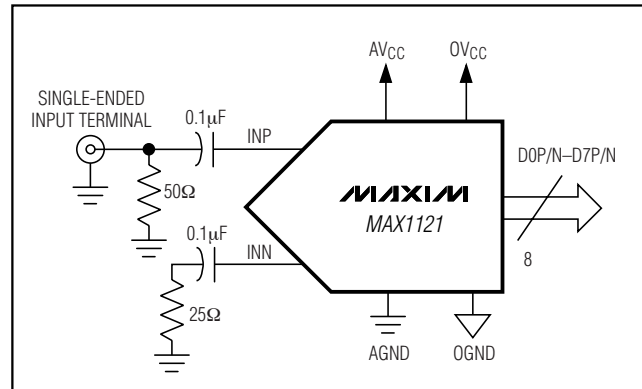 AVCC
OVCC
SINGLE-ENDED
INPUT TERMINAL
0.1μF
INP
D0P/N–D7P/N
50Ω
MAXIM
MAX1121
0.1μF
INN
8
25Ω
AGND
OGND